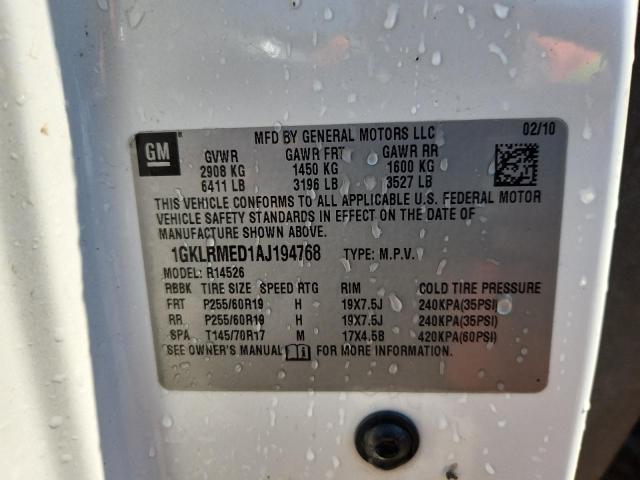 MFD BY GENERAL MOTORS LLC 02/10
GM
GVWR GAWR FRT GAWR RR
2908 KG 1450 KG 1600 KG
6411 LB 3196 LB 3527 LB
THIS VEHICLE CONFORMS TO ALL APPLICABLE U.S. FEDERAL MOTOR
VEHICLE SAFETY STANDARDS IN EFFECT ON THE DATE OF
MANUFACTURE SHOWN ABOVE.
1GKLRMED1AJ194768 TYPE: M.P.V.
MODEL: R14526
RBBK TIRE SIZE SPEED RTG RIM COLD TIRE PRESSURE
FRT P255/60R19 H 19X7.5J 240KPA(35PSI)
RR P255/60R19 H 19X7.5J 240KPA(35PSI)
SPA T145/70R17 M 17X4.5B 420KPA(60PSI)
SEE OWNER'S MANUAL FOR MORE INFORMATION.